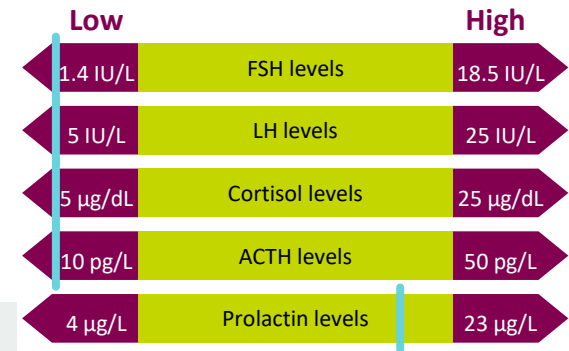 Low High
1.4 IU/L FSH levels 18.5 IU/L
5 IU/L LH levels 25 IU/L
5 µg/dL Cortisol levels 25 µg/dL
10 pg/L ACTH levels 50 pg/L
4 µg/L Prolactin levels 23 µg/L